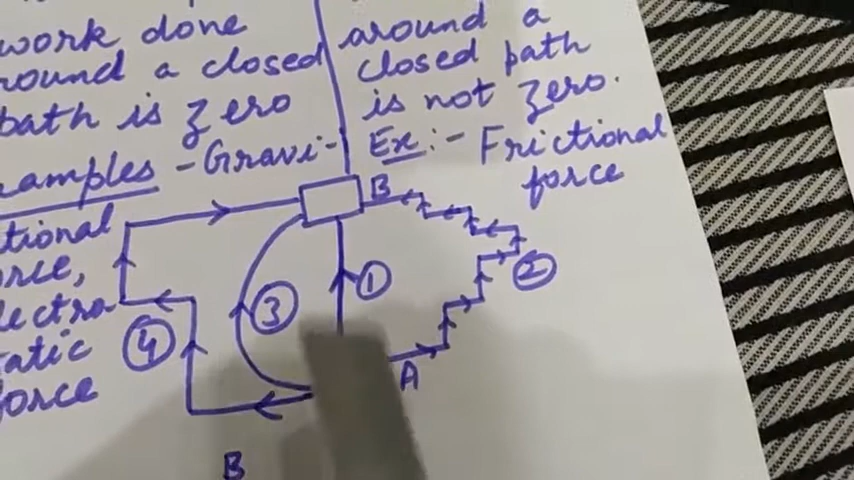 work done
round a closed
path is zero
amples - Gravi-
tional
orce,
lectro
atic
force
around a
closed path
is not zero.
Ex:- Frictional
force
B
1
2
3
4
A
B